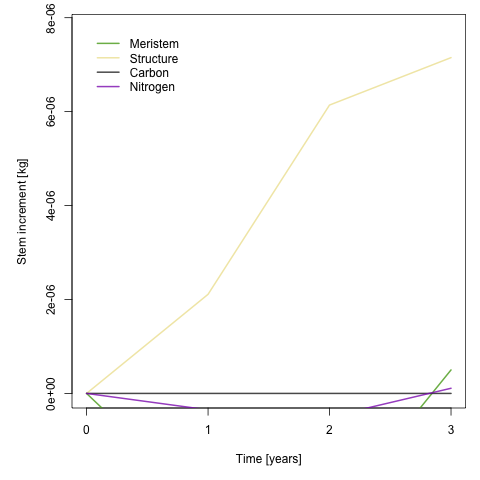 Meristem
Structure
Carbon
Nitrogen
8e-06
6e-06
4e-06
2e-06
0e+00
Stem increment [kg]
0 1 2 3
Time [years]